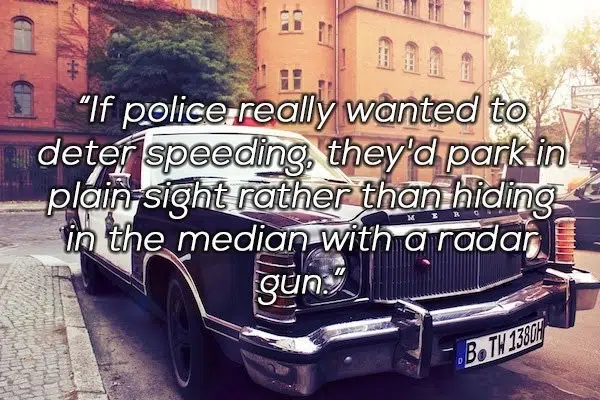 “If police really wanted to
deter speeding, they'd park in
plain sight rather than hiding
in the median with a radar
gun.”
M E R C
B TW 1380H
D